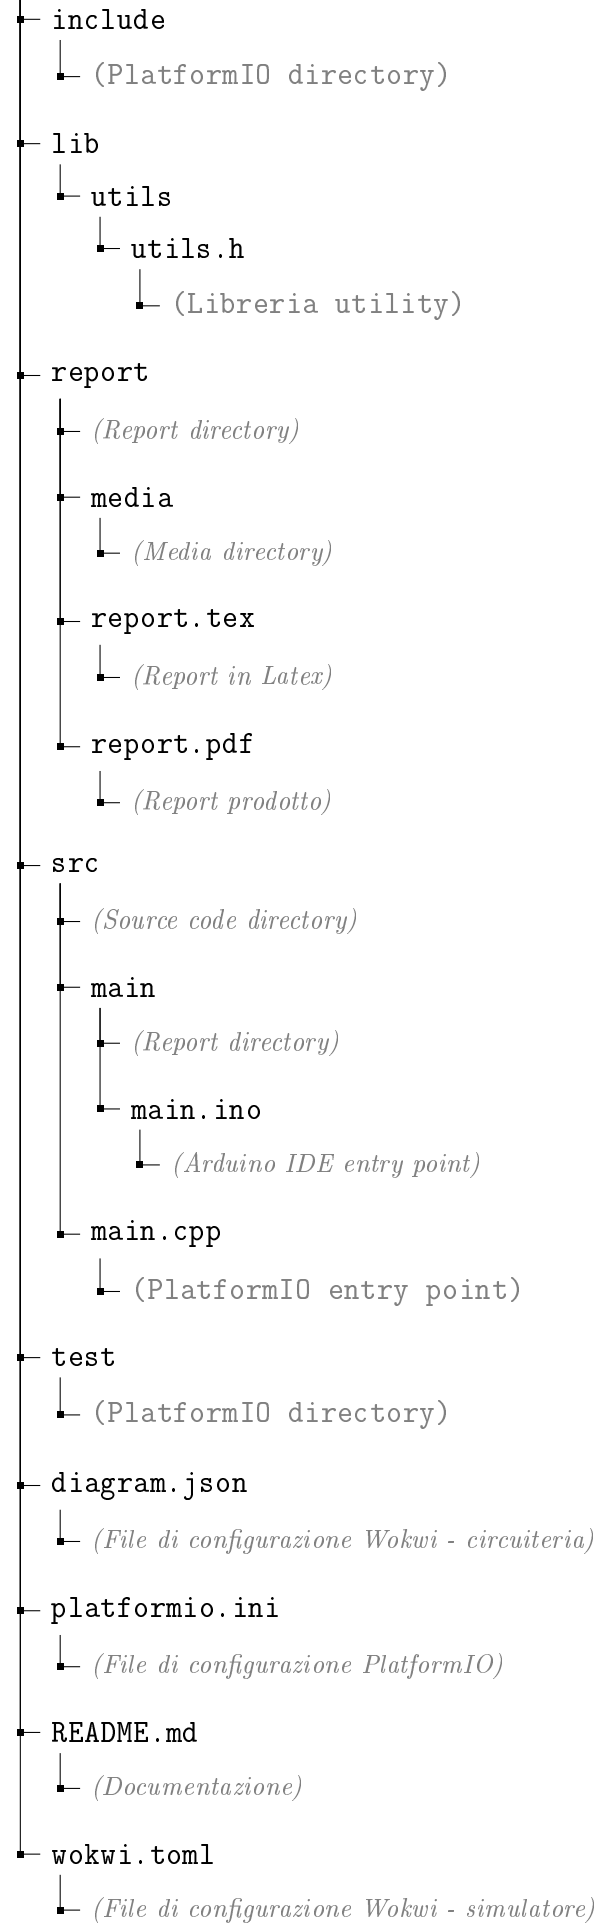 include
(PlatformIO directory)
lib
utils
utils.h
(Libreria utility)
report
(Report directory)
media
(Media directory)
report.tex
(Report in Latex)
report.pdf
(Report prodotto)
src
(Source code directory)
main
(Report directory)
main.ino
(Arduino IDE entry point)
main.cpp
(PlatformIO entry point)
test
(PlatformIO directory)
diagram.json
(File di configurazione Wokwi - circuiteria)
platformio.ini
(File di configurazione PlatformIO)
README.md
(Documentazione)
wokwi.toml
(File di configurazione Wokwi - simulatore)